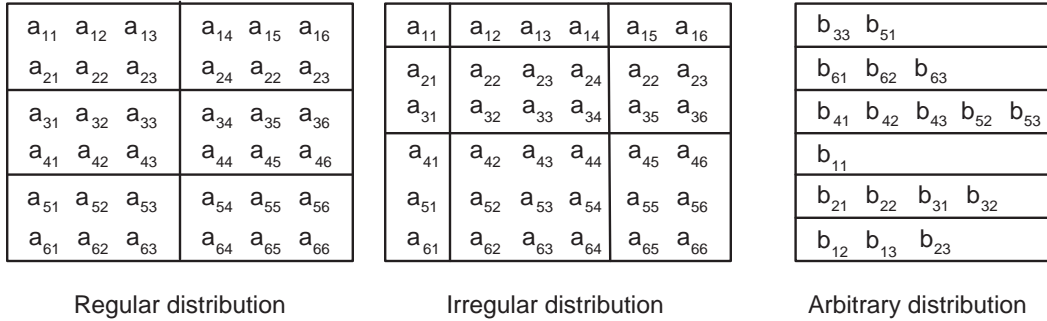 a11 a12 a13 a14 a15 a16
a21 a22 a23 a24 a22 a23
a31 a32 a33 a34 a35 a36
a41 a42 a43 a44 a45 a46
a51 a52 a53 a54 a55 a56
a61 a62 a63 a64 a65 a66
Regular distribution
a11 a12 a13 a14 a15 a16
a21 a22 a23 a24 a22 a23
a31 a32 a33 a34 a35 a36
a41 a42 a43 a44 a45 a46
a51 a52 a53 a54 a55 a56
a61 a62 a63 a64 a65 a66
Irregular distribution
b33 b51
b61 b62 b63
b41 b42 b43 b52 b53
b11
b21 b22 b31 b32
b12 b13 b23
Arbitrary distribution